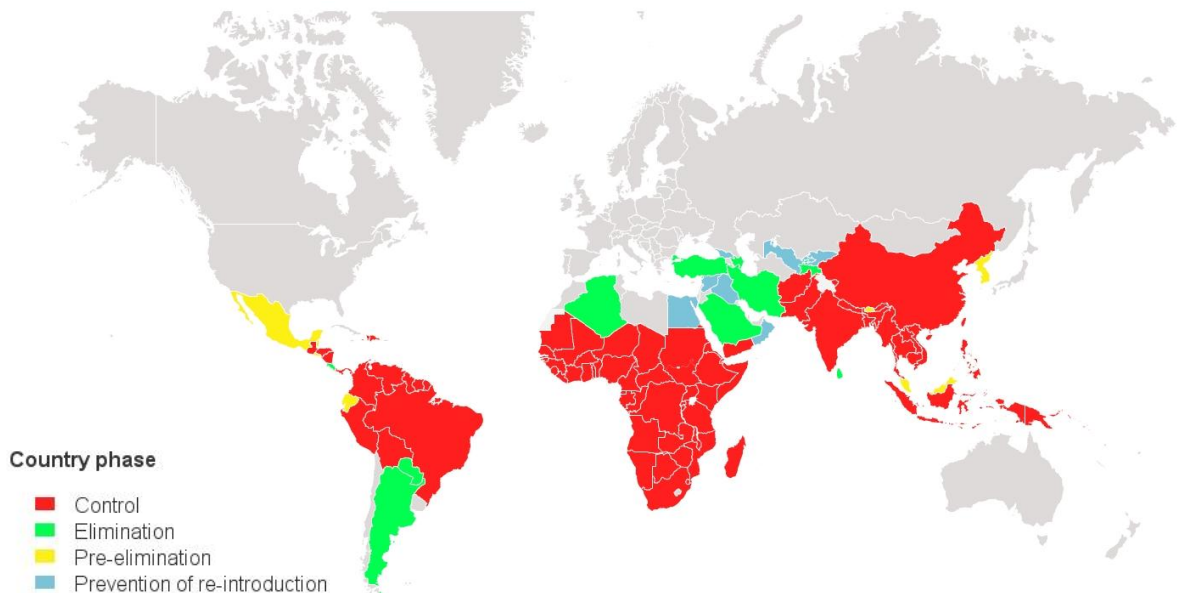 Country phase
Control
Elimination
Pre-elimination
Prevention of re-introduction